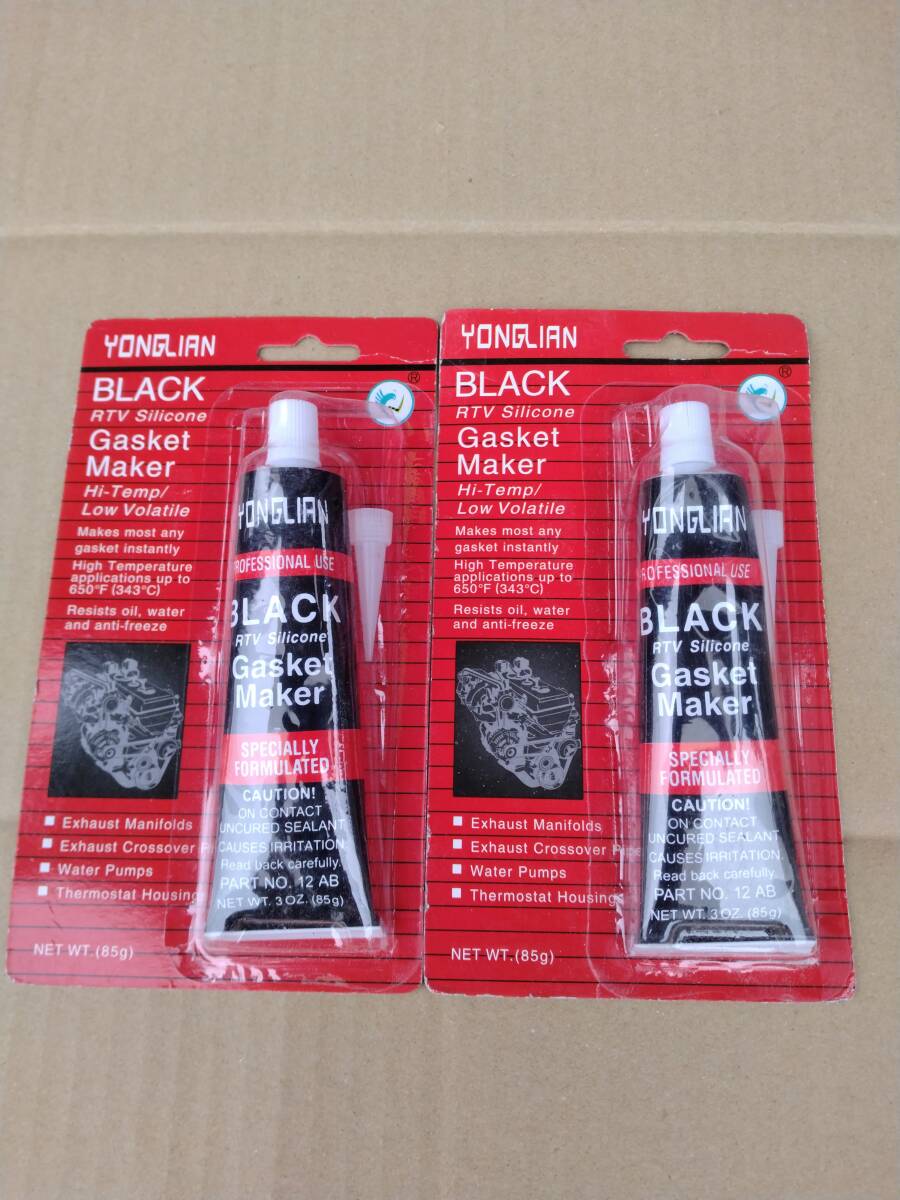 YONGLIAN
BLACK
RTV Silicone
Gasket
Maker
Hi-Temp/
Low Volatile
Makes most any
gasket instantly
High Temperature
applications up to
650°F (343°C)
Resists oil, water
and anti-freeze
Exhaust Manifolds
Exhaust Crossover
Water Pumps
Thermostat Housing
NET WT.(85g)
®
YONGLIAN
ROFESSIONAL USE
BLACK
RTV Silicone
Gasket
Maker
SPECIALLY
FORMULATED
CAUTION!
ON CONTACT
UNCURED SEALANT
CAUSES IRRITATION.
Read back carefully.
PART NO. 12 AB
NET WT. 3 OZ. (85g)
YONGLIAN
BLACK
RTV Silicone
Gasket
Maker
Hi-Temp/
Low Volatile
Makes most any
gasket instantly
High Temperature
applications up to
650°F (343°C)
Resists oil, water
and anti-freeze
Exhaust Manifolds
Exhaust Crossover Pipe
Water Pumps
Thermostat Housings
NET WT.(85g)
®
YONGLIAN
ROFESSIONAL USE
BLACK
RTV Silicone
Gasket
Maker
SPECIALLY
FORMULATED
CAUTION!
ON CONTACT
UNCURED SEALANT
CAUSES IRRITATION.
Read back carefully.
PART NO. 12 AB
NET WT. 3 OZ. (85g)